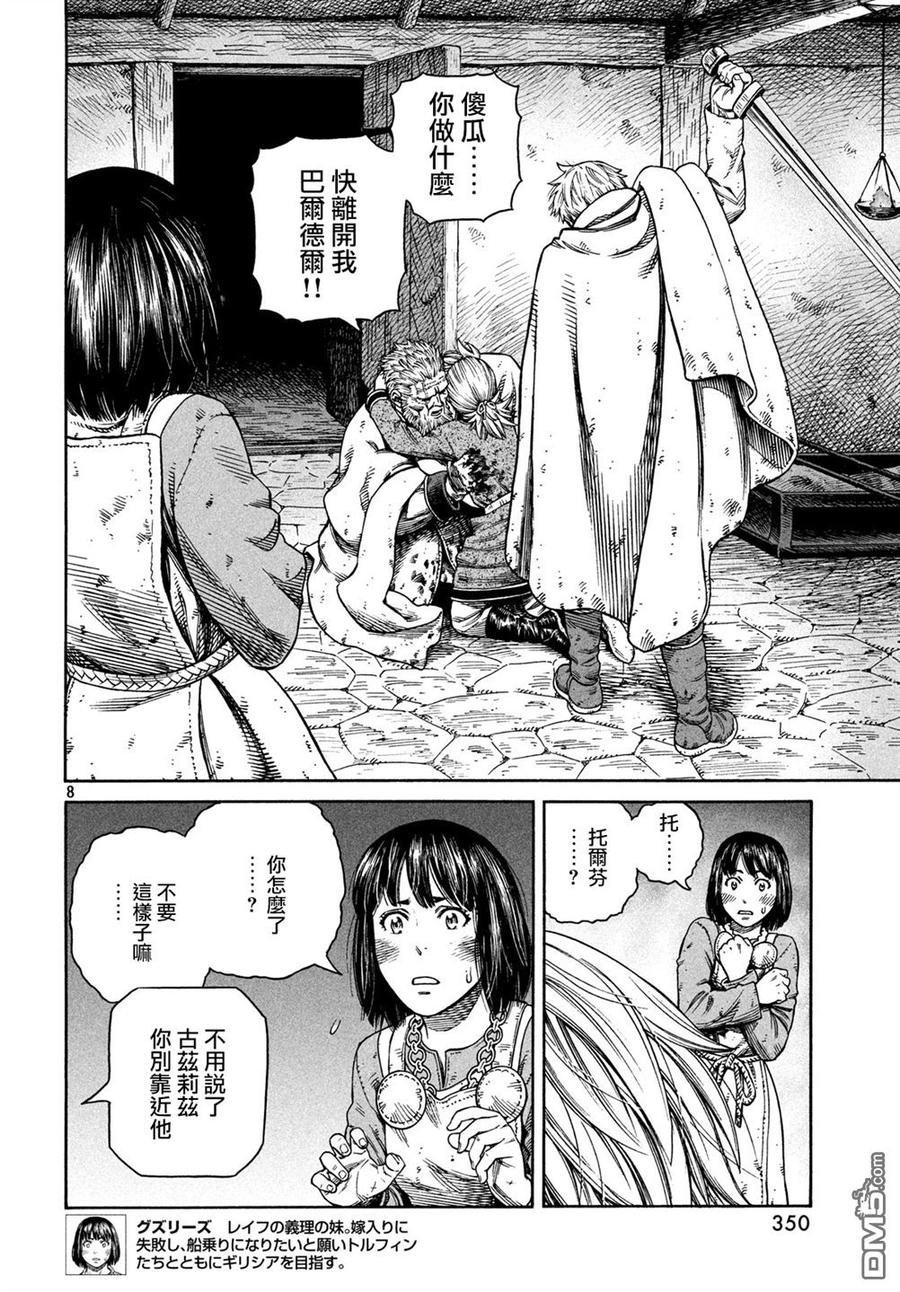 傻瓜……
你做什麼
快離開我
巴爾德爾!!
8
托…
托爾芬
……?
你怎麼了
……?
不要
這樣子嘛
……
不用説了
古茲莉茲
你別靠近他
350
グズリーズ　レイフの義理の妹。嫁入りに
失敗し、船乗りになりたいと願いトルフィン
たちとともにギリシアを目指す。
DM5.com